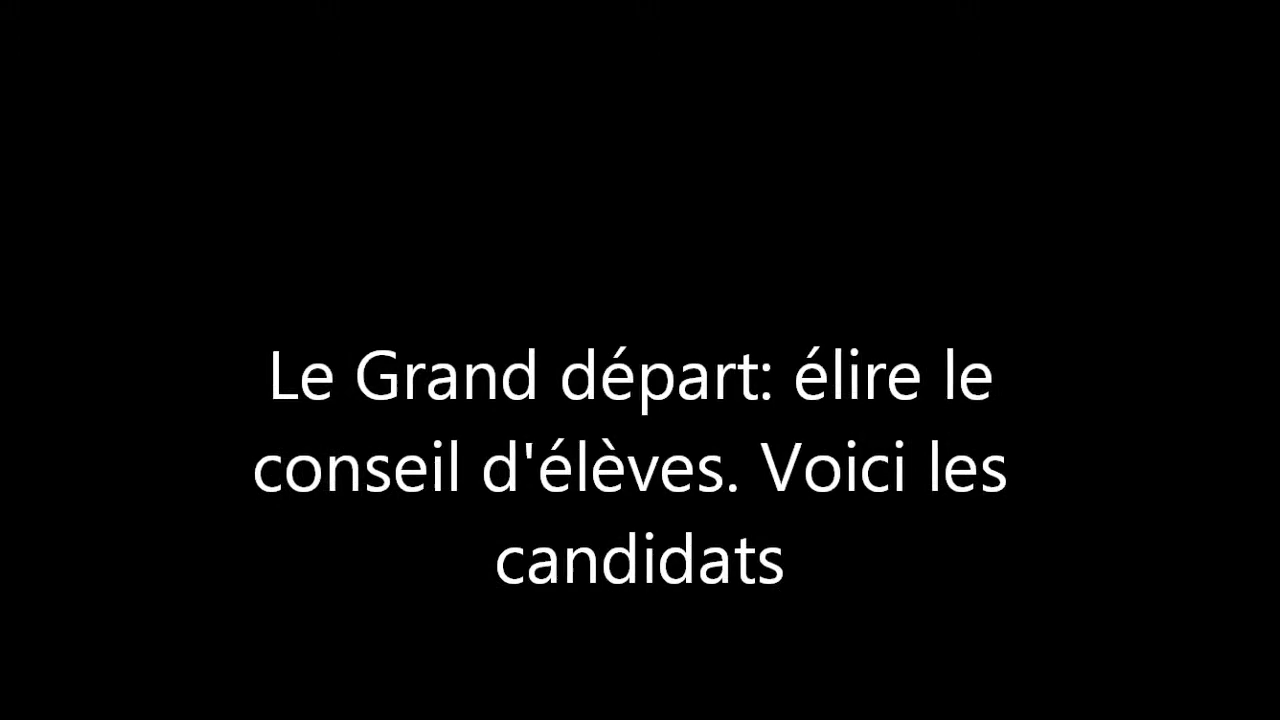 Le Grand départ: élire le
conseil d'élèves. Voici les
candidats